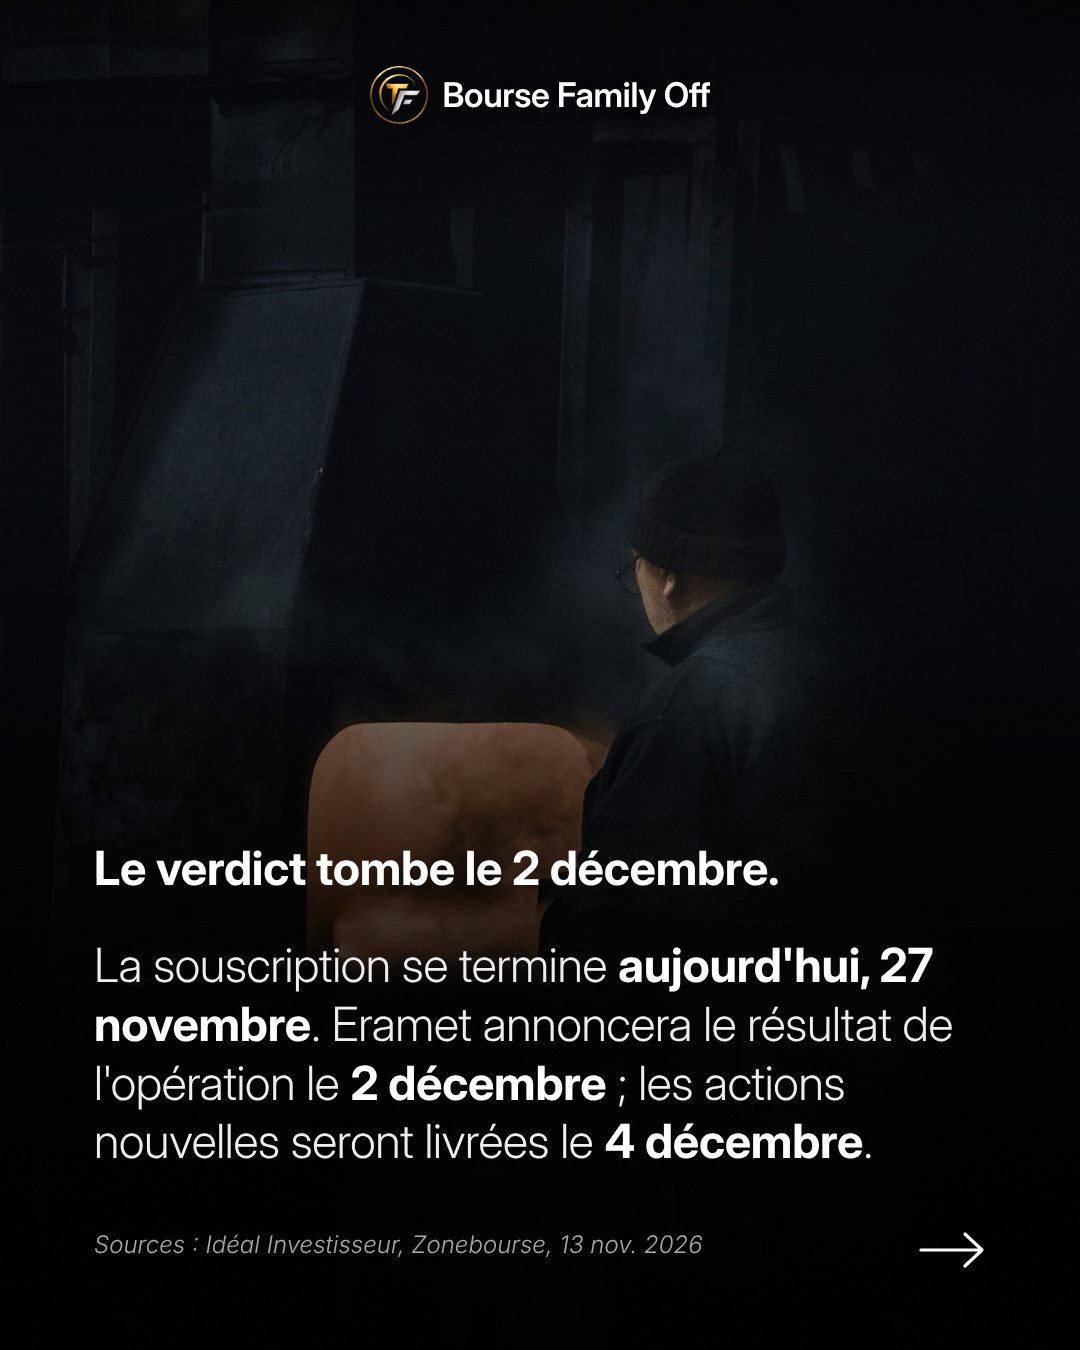 TF Bourse Family Off
Le verdict tombe le 2 décembre.
La souscription se termine aujourd'hui, 27
novembre. Eramet annoncera le résultat de
l'opération le 2 décembre ; les actions
nouvelles seront livrées le 4 décembre.
Sources : Idéal Investisseur, Zonebourse, 13 nov. 2026